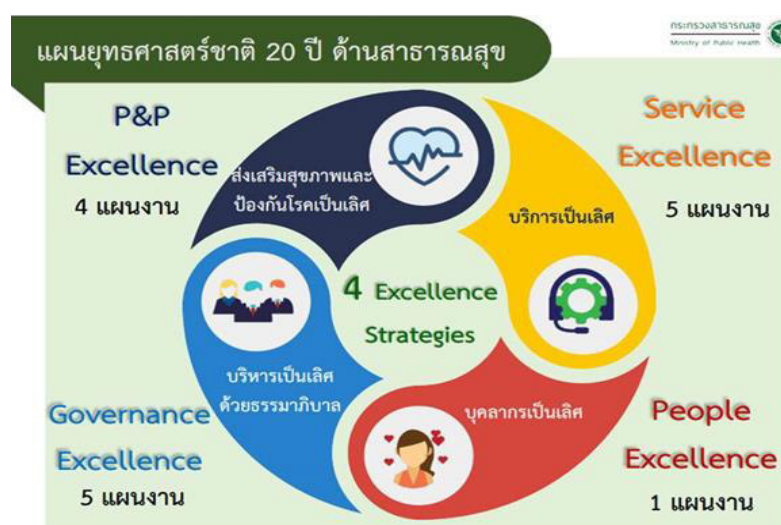 แผนยุทธศาสตร์ชาติ 20 ปี ด้านสาธารณสุข
กระทรวงสาธารณสุข
Ministry of Public Health
P&P
Excellence
4 แผนงาน
ส่งเสริมสุขภาพและ
ป้องกันโรคเป็นเลิศ
Service
Excellence
5 แผนงาน
บริการเป็นเลิศ
4 Excellence
Strategies
บริหารเป็นเลิศ
ด้วยธรรมาภิบาล
Governance
Excellence
5 แผนงาน
บุคลากรเป็นเลิศ
People
Excellence
1 แผนงาน